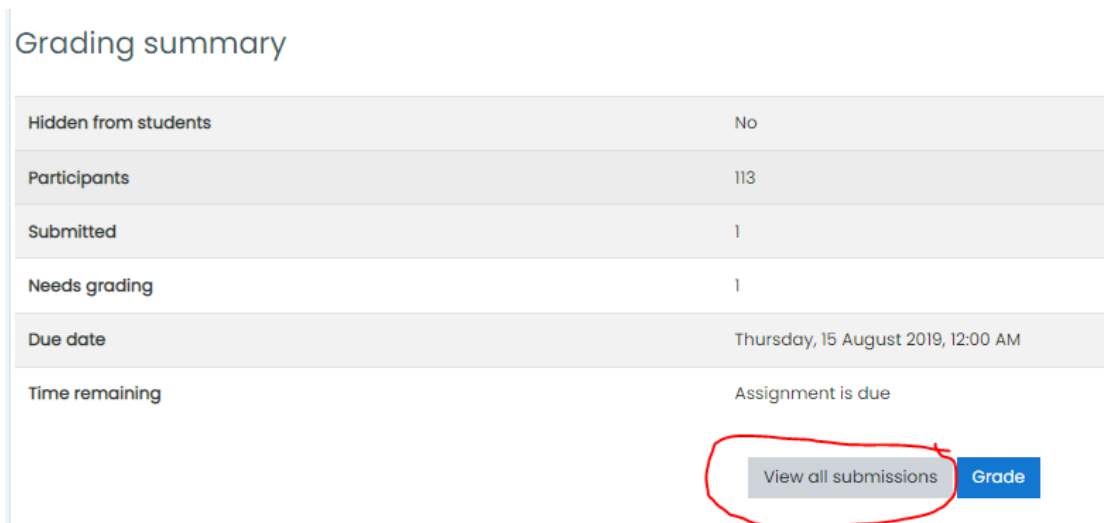 Grading summary
Hidden from students No
Participants 113
Submitted 1
Needs grading 1
Due date Thursday, 15 August 2019, 12:00 AM
Time remaining Assignment is due
View all submissions Grade